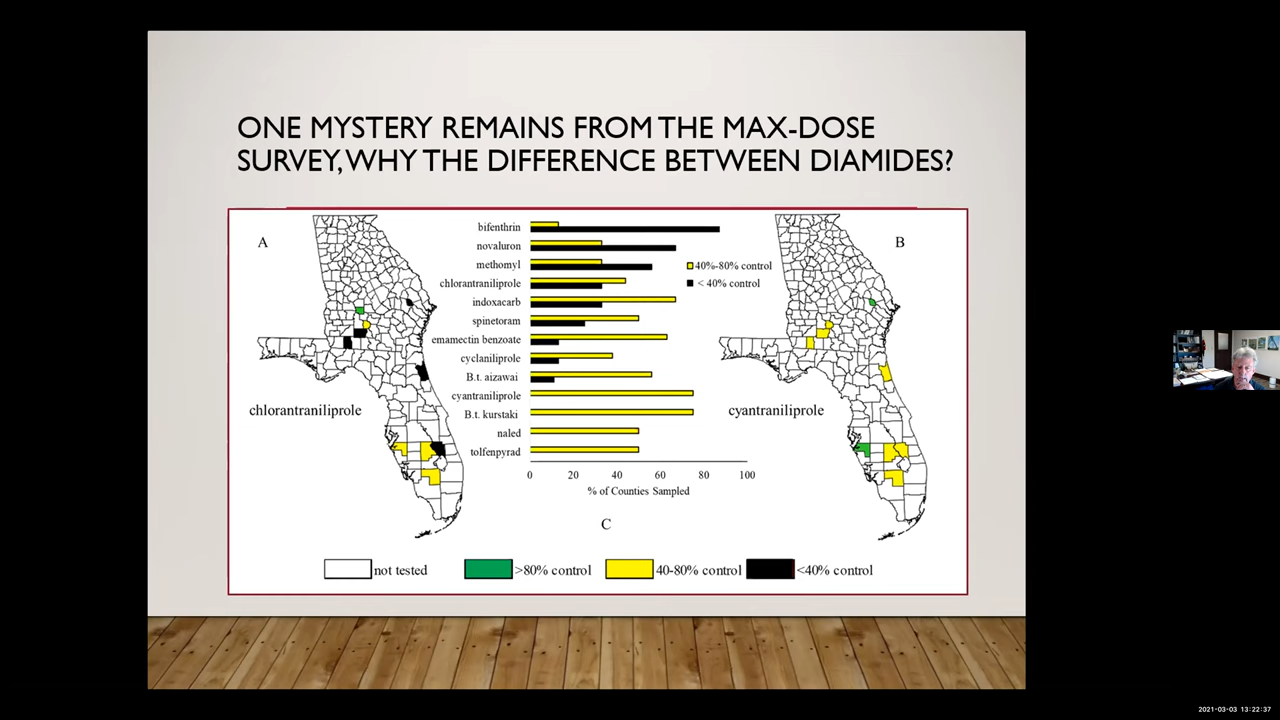 ONE MYSTERY REMAINS FROM THE MAX-DOSE
SURVEY, WHY THE DIFFERENCE BETWEEN DIAMIDES?
A
B
bifenthrin
novaluron
methomyl
chlorantraniliprole
indoxacarb
spinetoram
emamectin benzoate
cyclaniliprole
B.t. aizawai
cyantraniliprole
B.t. kurstaki
naled
tolfenpyrad
40%-80% control
< 40% control
chlorantraniliprole
cyantraniliprole
0 20 40 60 80 100
% of Counties Sampled
C
not tested >80% control 40-80% control <40% control
2021-03-03 13:22:37